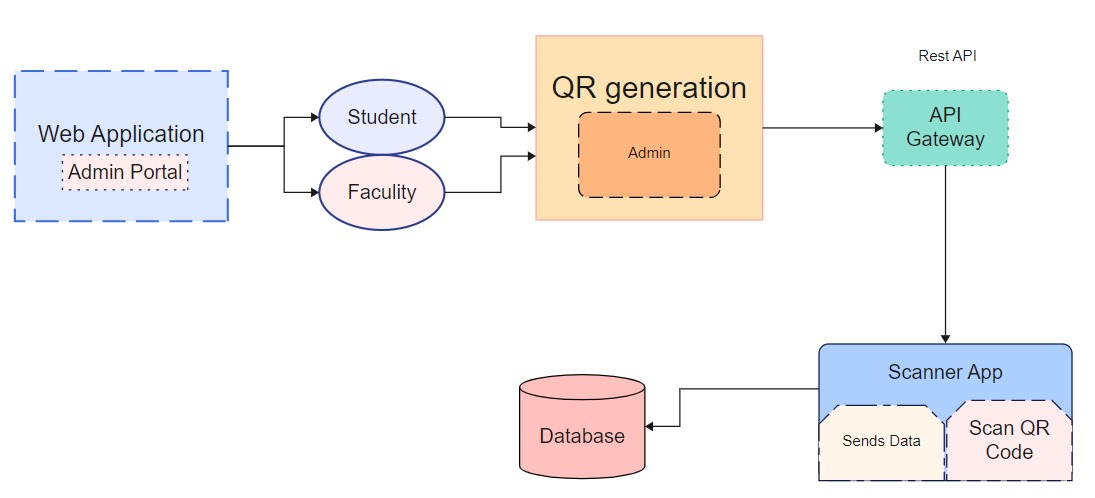 Web Application
Admin Portal
Student
Faculity
QR generation
Admin
Rest API
API
Gateway
Scanner App
Sends Data
Scan QR
Code
Database